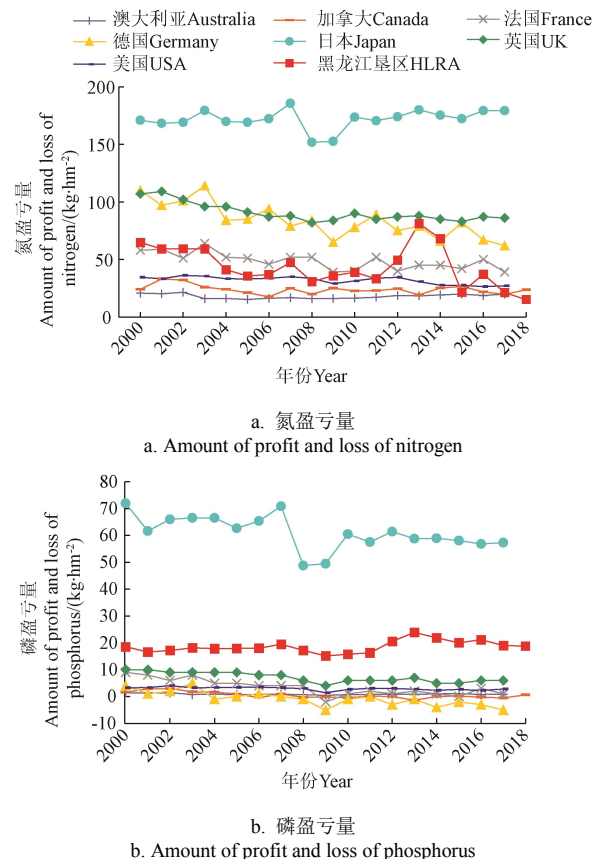 澳大利亚Australia 加拿大Canada 法国France
德国Germany 日本Japan 英国UK
美国USA 黑龙江垦区HLRA
氮盈亏量
Amount of profit and loss of
nitrogen/(kg·hm⁻²)
200
150
100
50
0
2000 2002 2004 2006 2008 2010 2012 2014 2016 2018
年份Year
a. 氮盈亏量
a. Amount of profit and loss of nitrogen
磷盈亏量
Amount of profit and loss of
phosphorus/(kg·hm⁻²)
80
70
60
50
40
30
20
10
0
-10
2000 2002 2004 2006 2008 2010 2012 2014 2016 2018
年份Year
b. 磷盈亏量
b. Amount of profit and loss of phosphorus